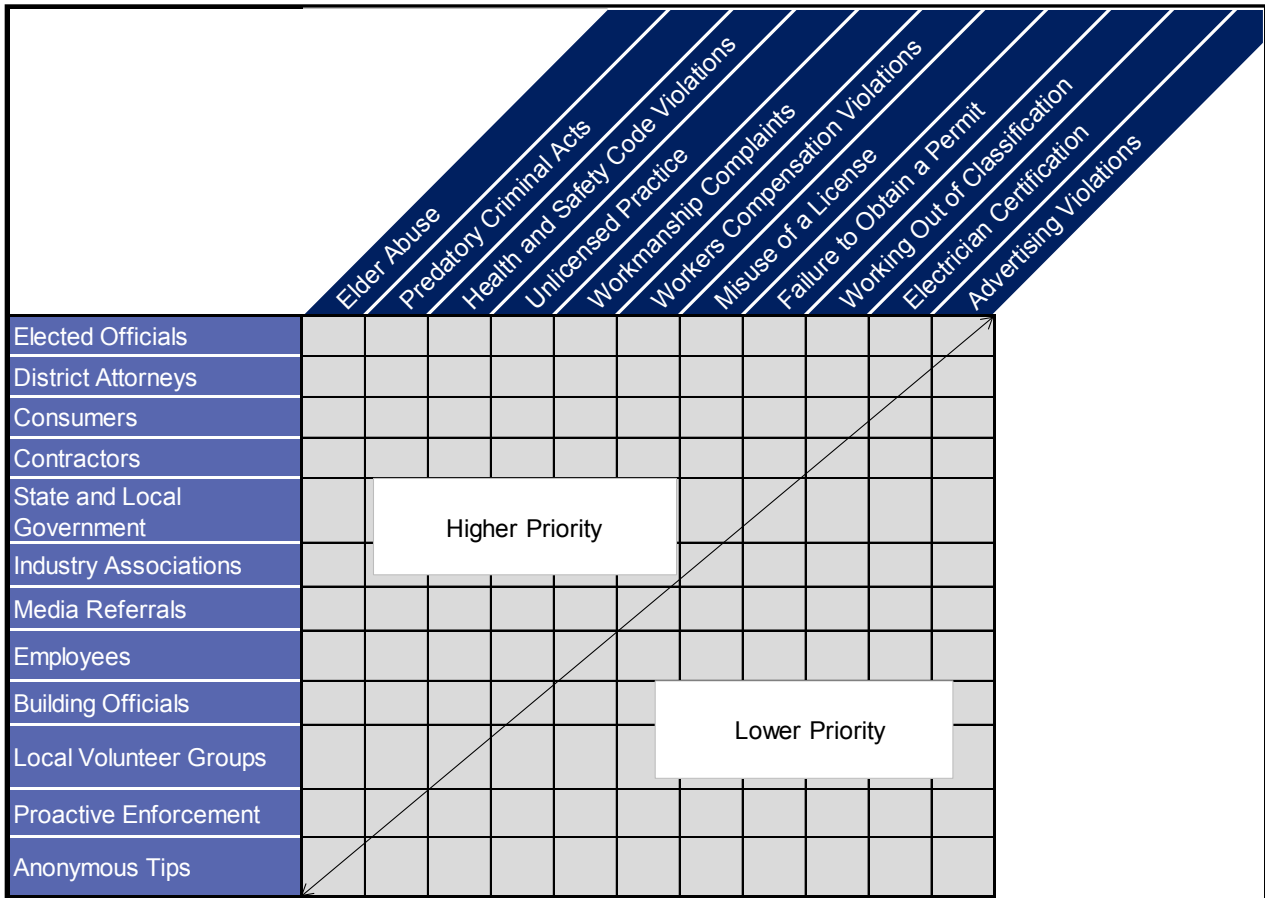 Elder Abuse
Predatory Criminal Acts
Health and Safety Code Violations
Unlicensed Practice
Workmanship Complaints
Workers Compensation Violations
Misuse of a License
Failure to Obtain a Permit
Working Out of Classification
Electrician Certification
Advertising Violations
Elected Officials
District Attorneys
Consumers
Contractors
State and Local
Government
Higher Priority
Industry Associations
Media Referrals
Employees
Building Officials
Lower Priority
Local Volunteer Groups
Proactive Enforcement
Anonymous Tips